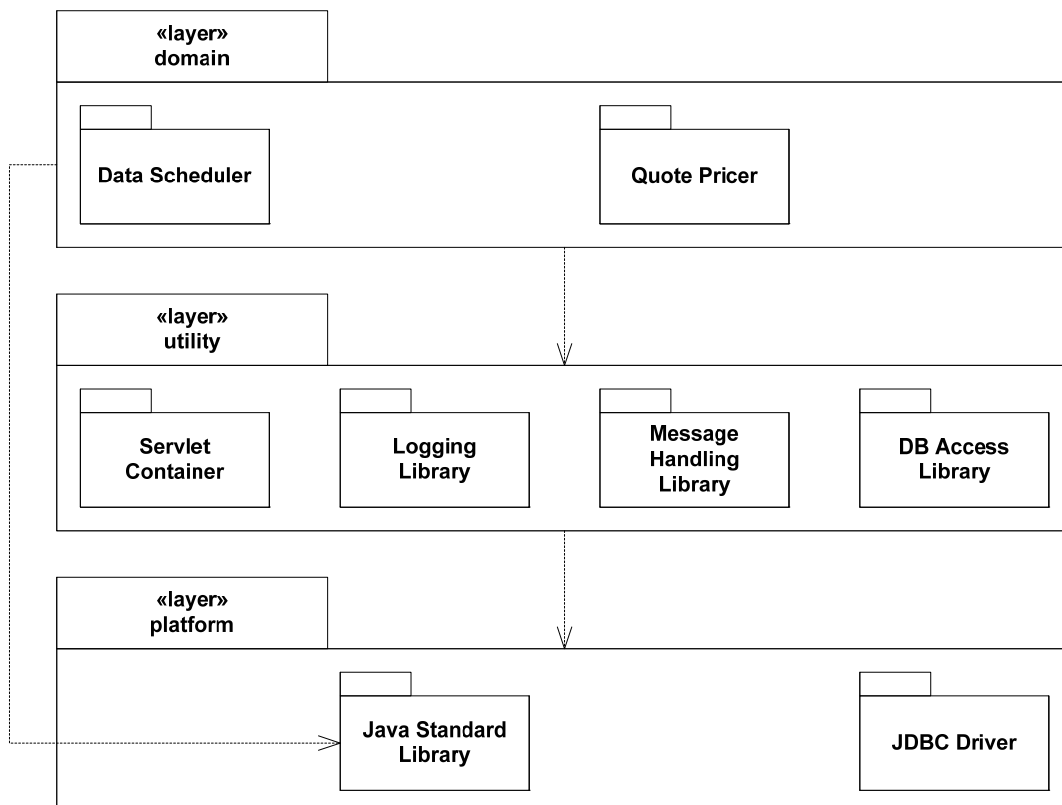 «layer»
domain
Data Scheduler
Quote Pricer
«layer»
utility
Servlet
Container
Logging
Library
Message
Handling
Library
DB Access
Library
«layer»
platform
Java Standard
Library
JDBC Driver